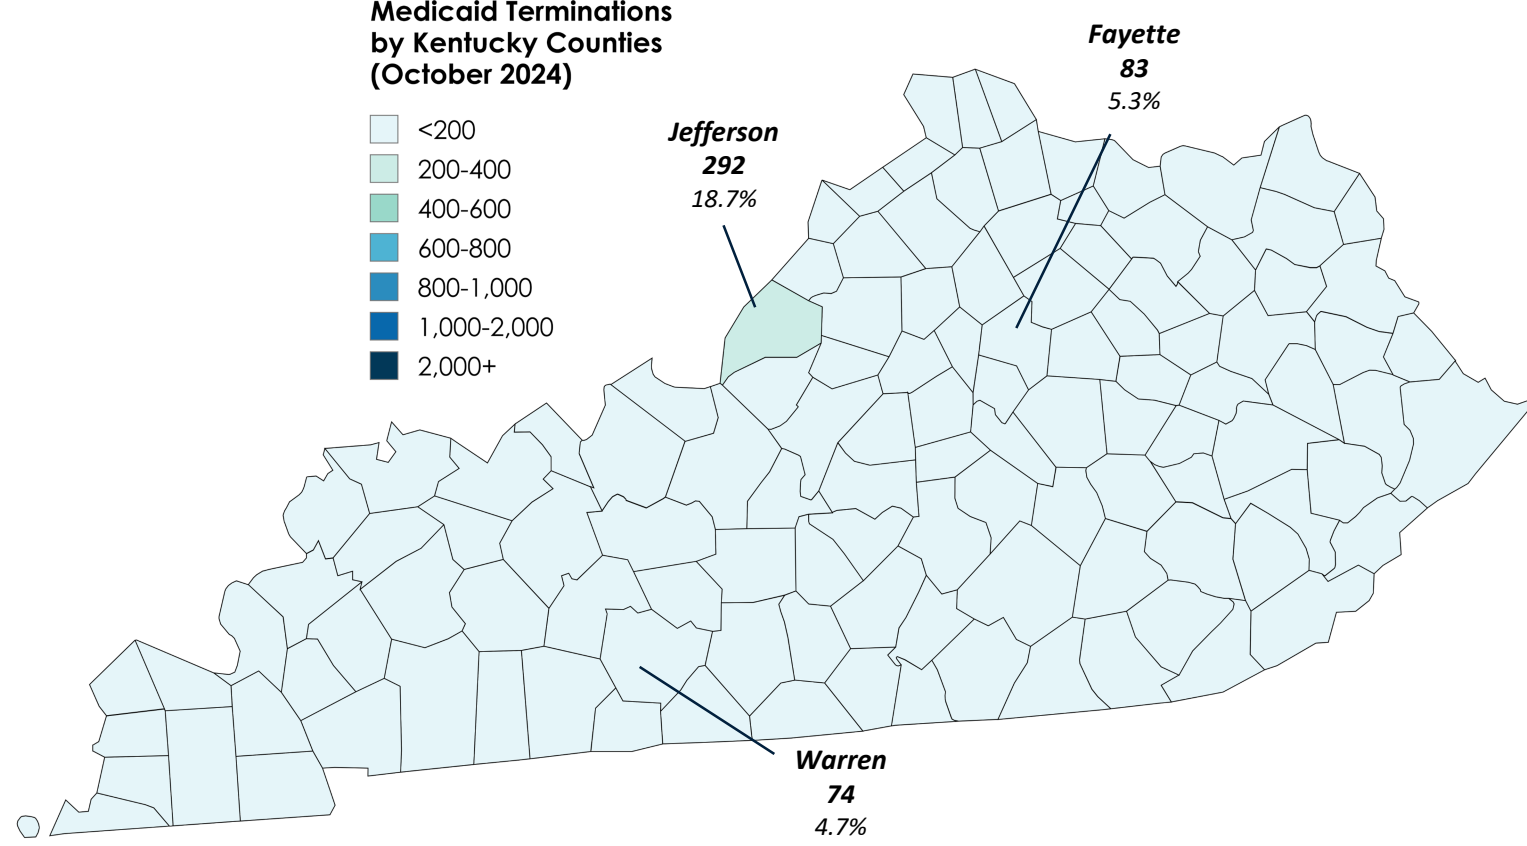 Medicaid Terminations
by Kentucky Counties
(October 2024)
<200
200-400
400-600
600-800
800-1,000
1,000-2,000
2,000+
Jefferson
292
18.7%
Fayette
83
5.3%
Warren
74
4.7%